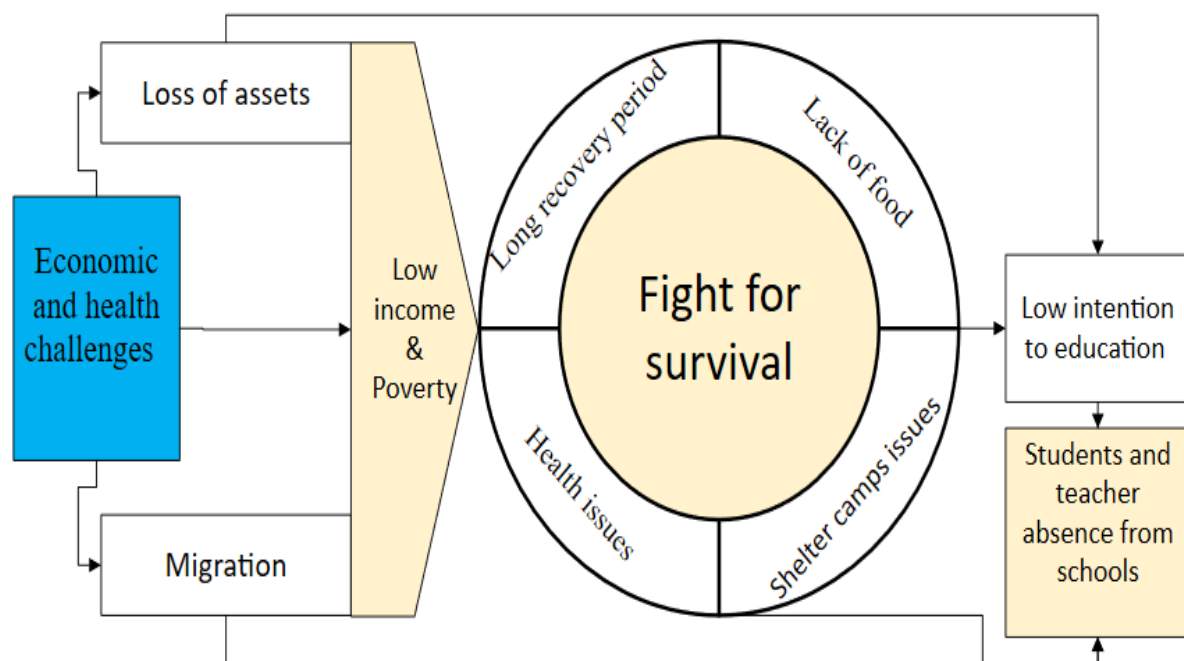 Loss of assets
Economic
and health
challenges
Migration
Low
income
&
Poverty
Long recovery period
Lack of food
Fight for
survival
Health issues
Shelter camps issues
Low intention
to education
Students and
teacher
absence from
schools